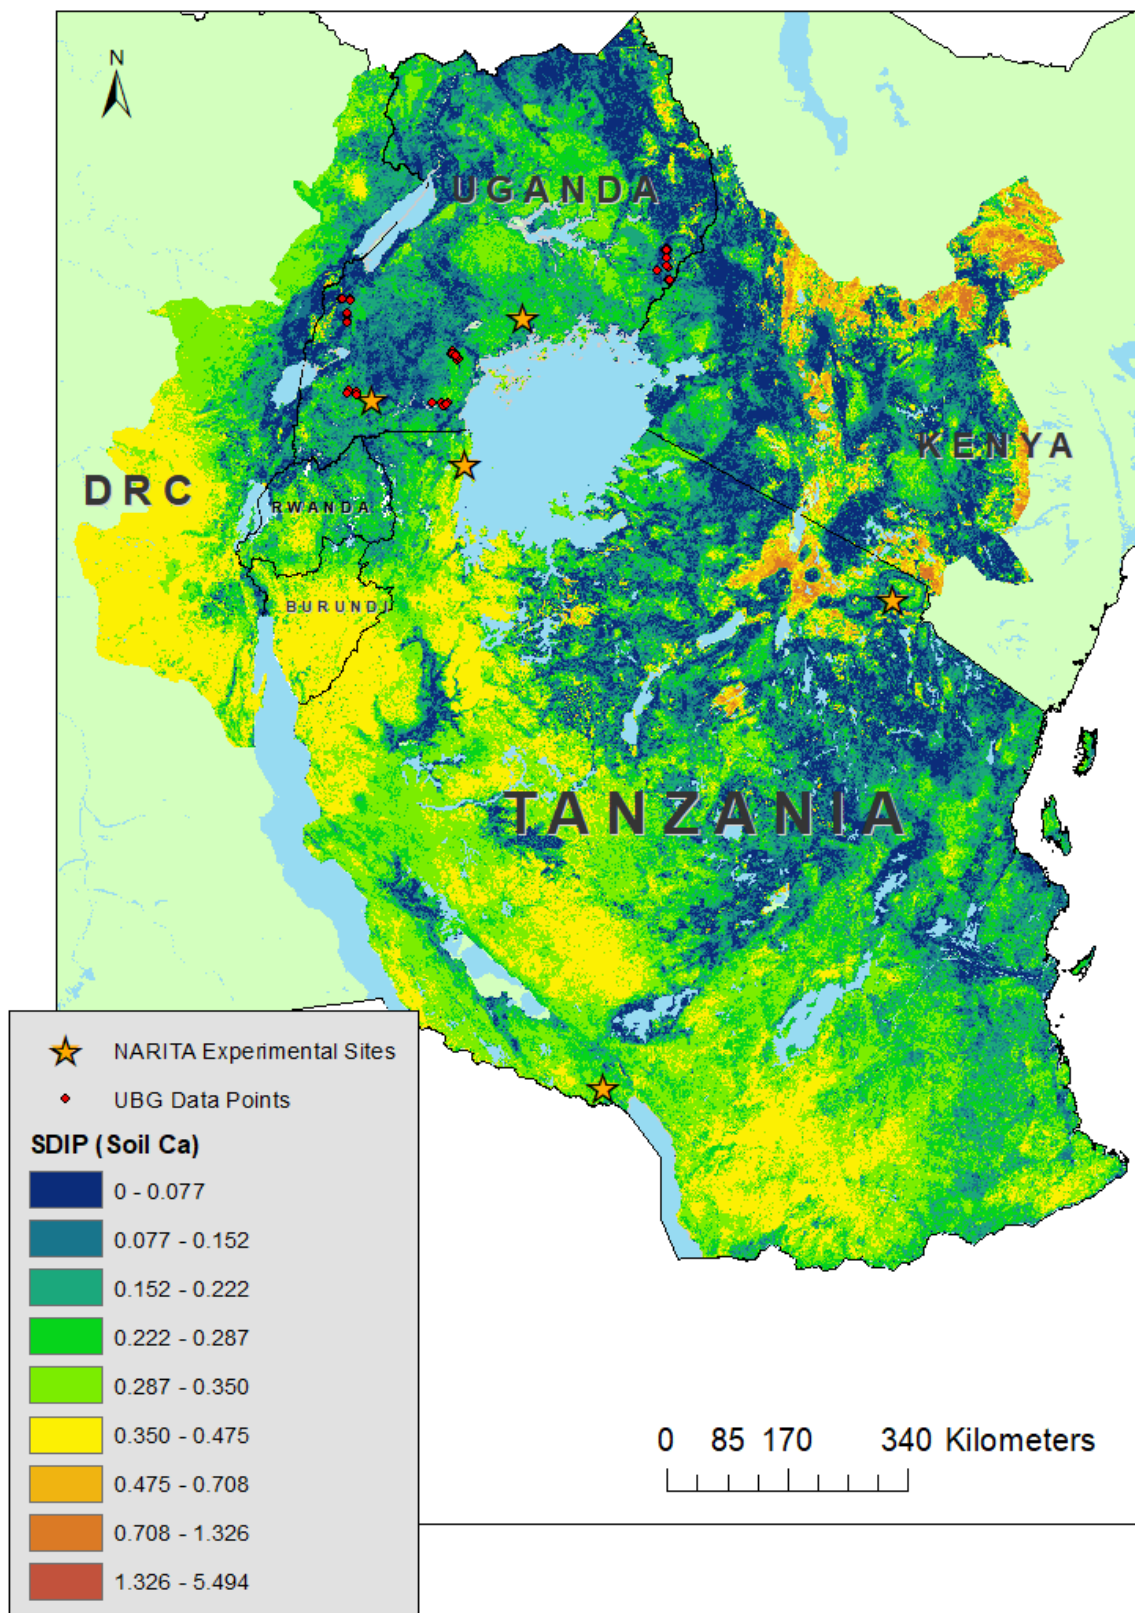 N
UGANDA
KENYA
DRC
RWANDA
BURUNDI
TANZANIA
NARITA Experimental Sites
UBG Data Points
SDIP (Soil Ca)
0 - 0.077
0.077 - 0.152
0.152 - 0.222
0.222 - 0.287
0.287 - 0.350
0.350 - 0.475
0.475 - 0.708
0.708 - 1.326
1.326 - 5.494
0 85 170 340 Kilometers